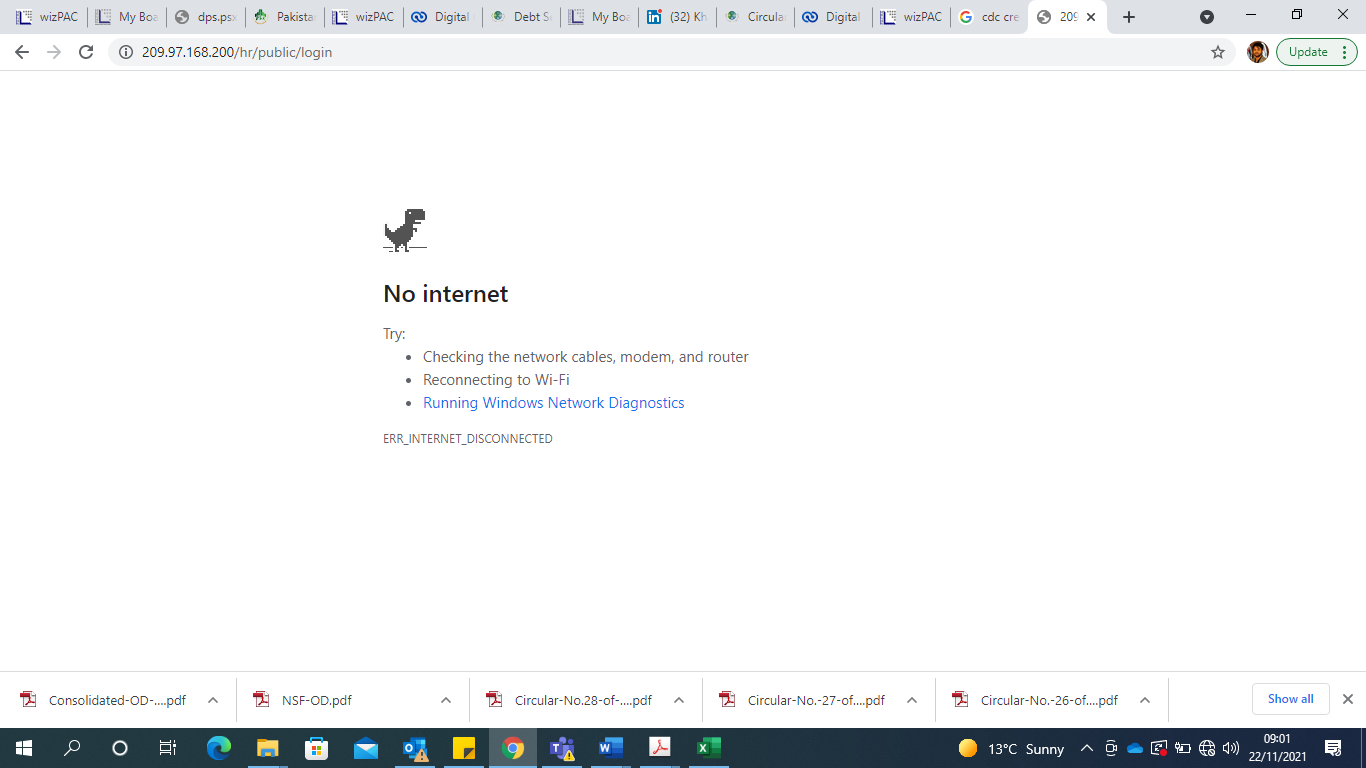 wizPAC
My Boa
dps.psx
Pakista
wizPAC
Digital
Debt Se
My Boa
(32) Kh
Circular
Digital
wizPAC
cdc cre
209
209.97.168.200/hr/public/login
Update
No internet
Try:
Checking the network cables, modem, and router
Reconnecting to Wi-Fi
Running Windows Network Diagnostics
ERR_INTERNET_DISCONNECTED
Consolidated-OD-....pdf
NSF-OD.pdf
Circular-No.28-of-....pdf
Circular-No.-27-of....pdf
Circular-No.-26-of....pdf
Show all
13°C Sunny
09:01
22/11/2021